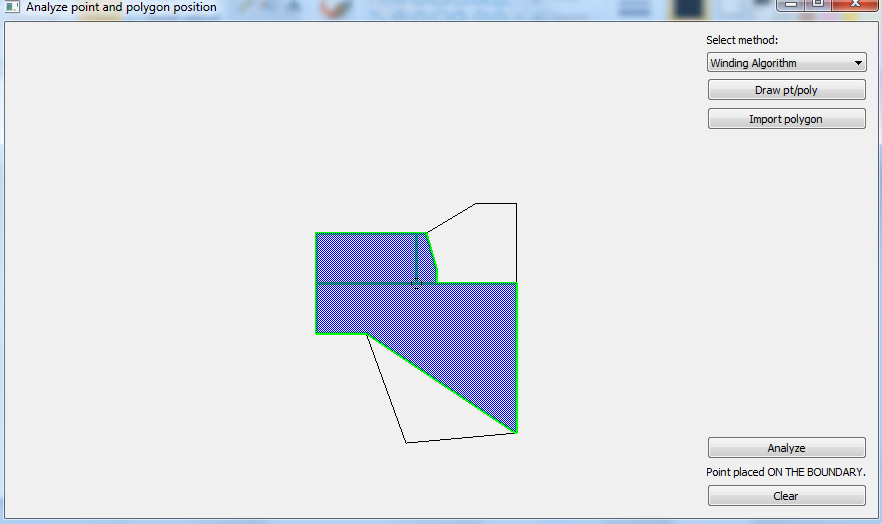 Analyze point and polygon position
Select method:
Winding Algorithm
Draw pt/poly
Import polygon
Analyze
Point placed ON THE BOUNDARY.
Clear